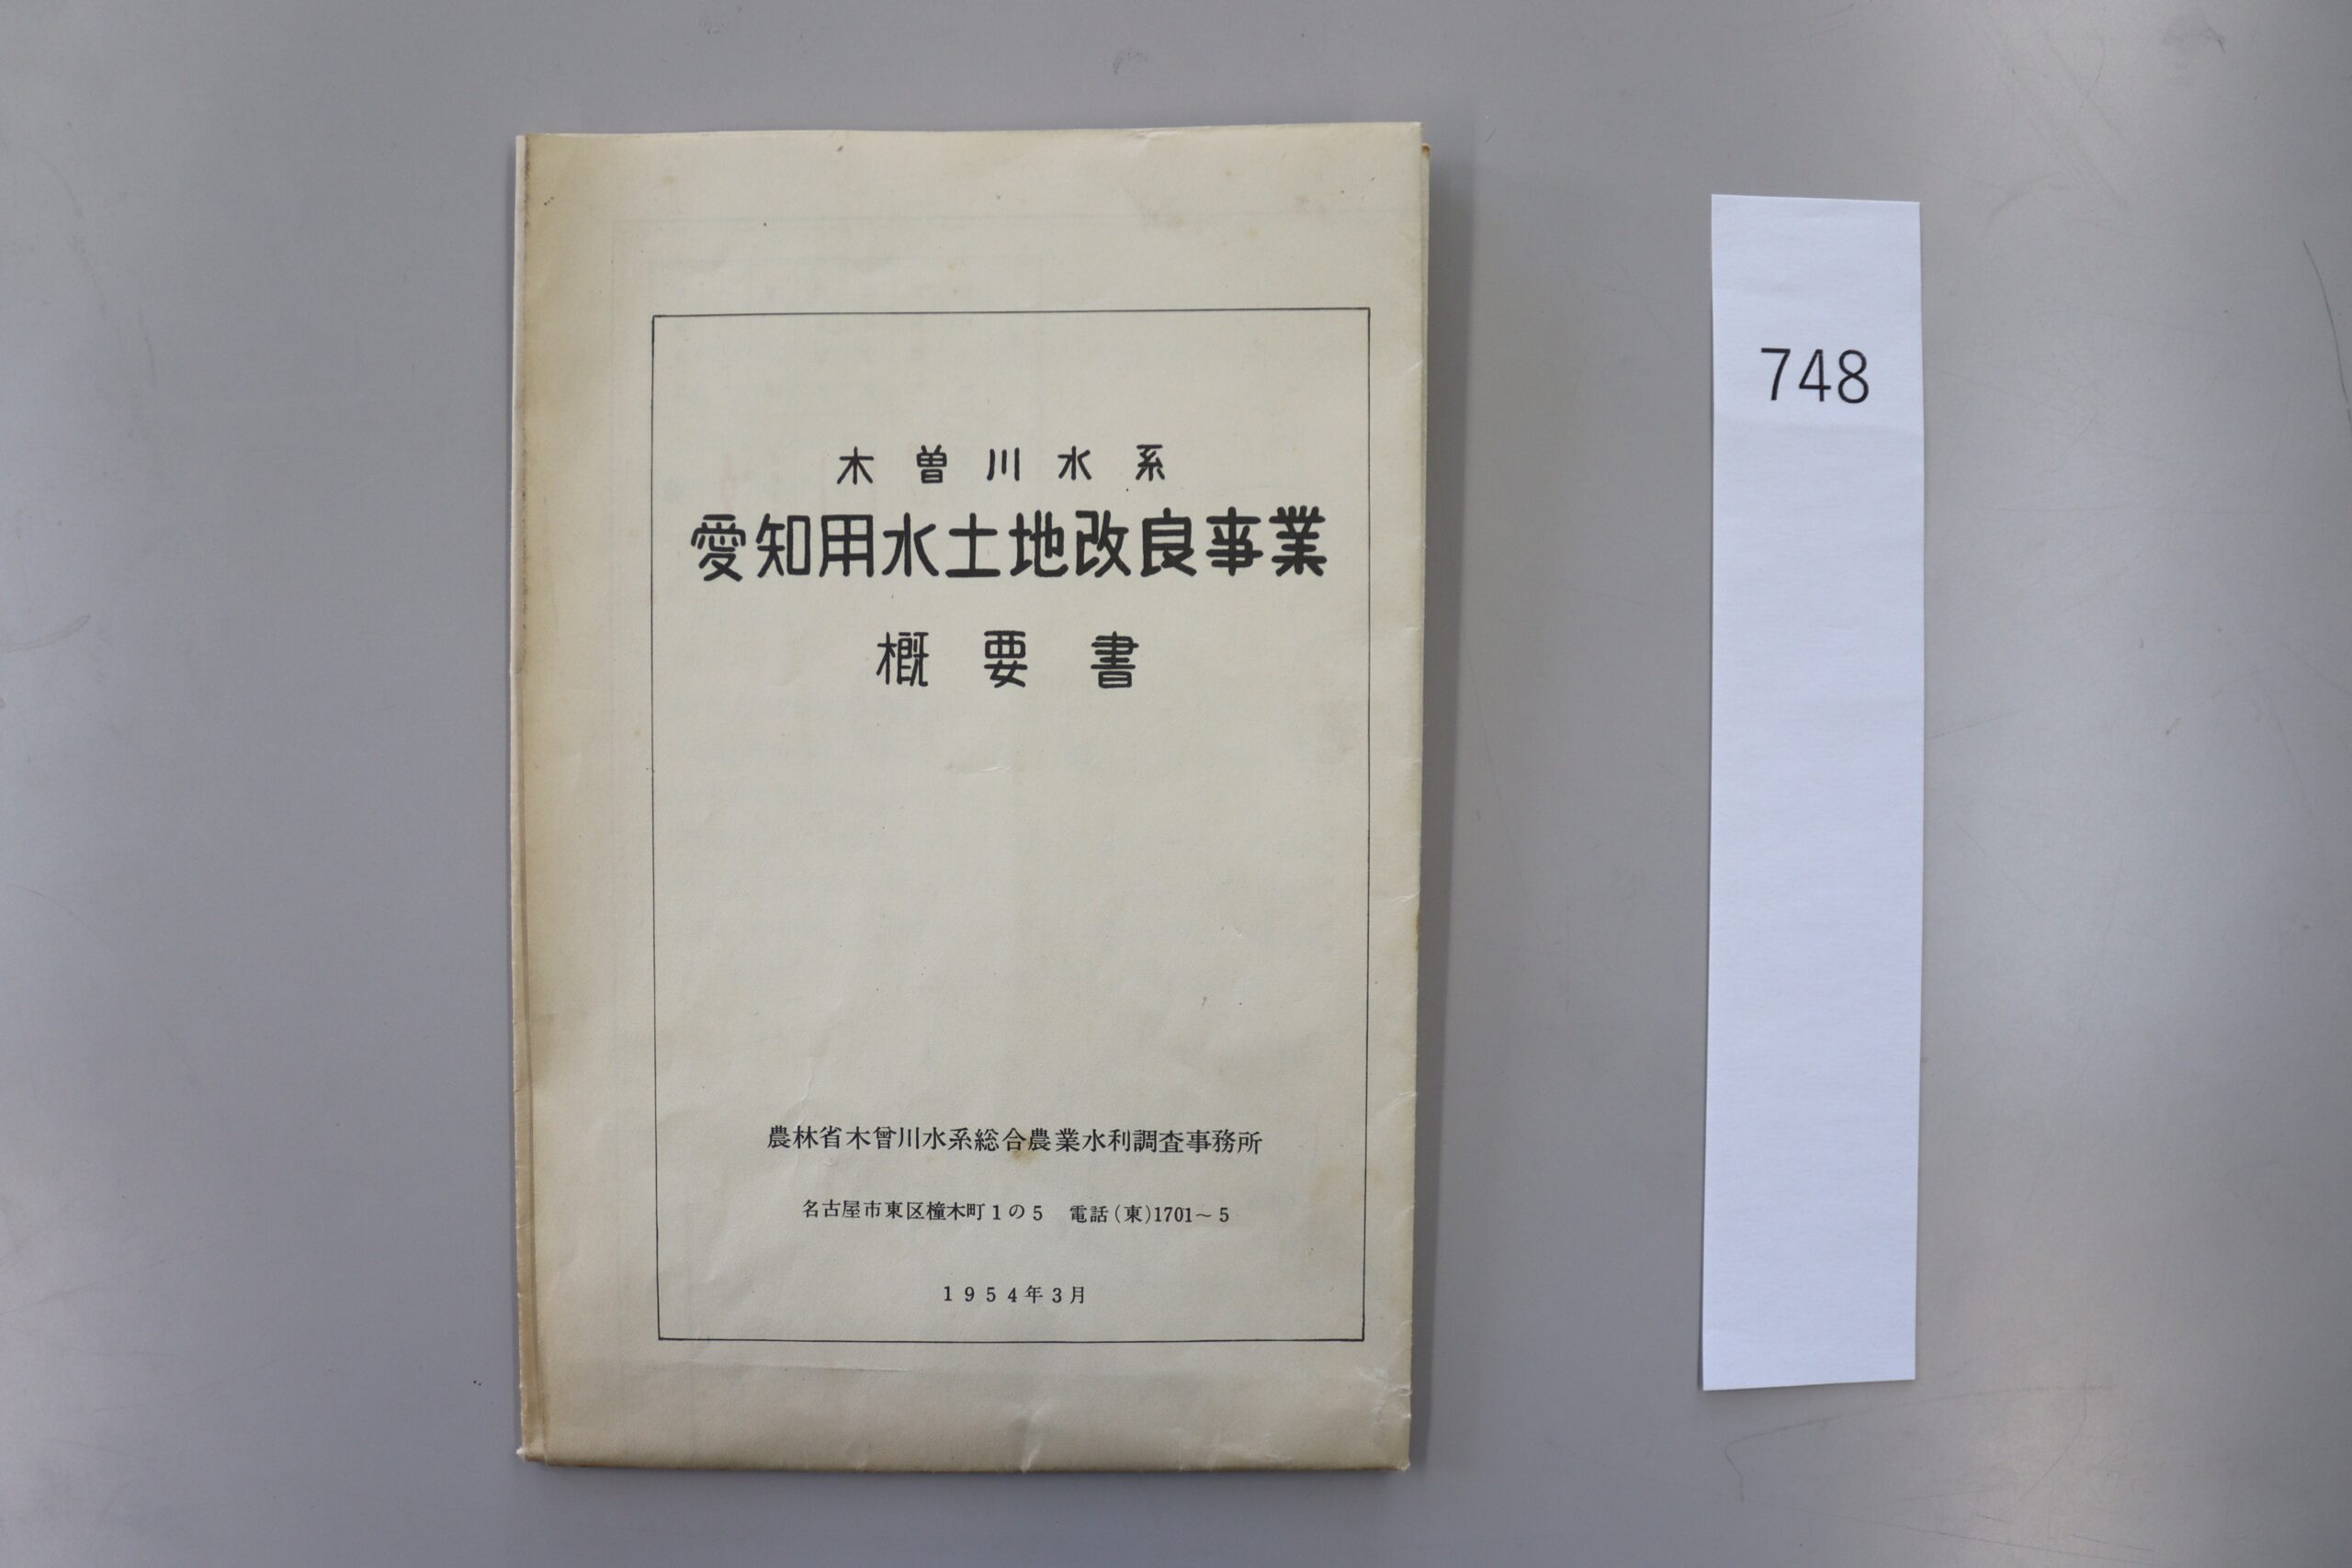 木曽川水系
愛知用水土地改良事業
概要書
農林省木曾川水系総合農業水利調査事務所
名古屋市東区橦木町1の5 電話(東)1701～5
1954年3月
748